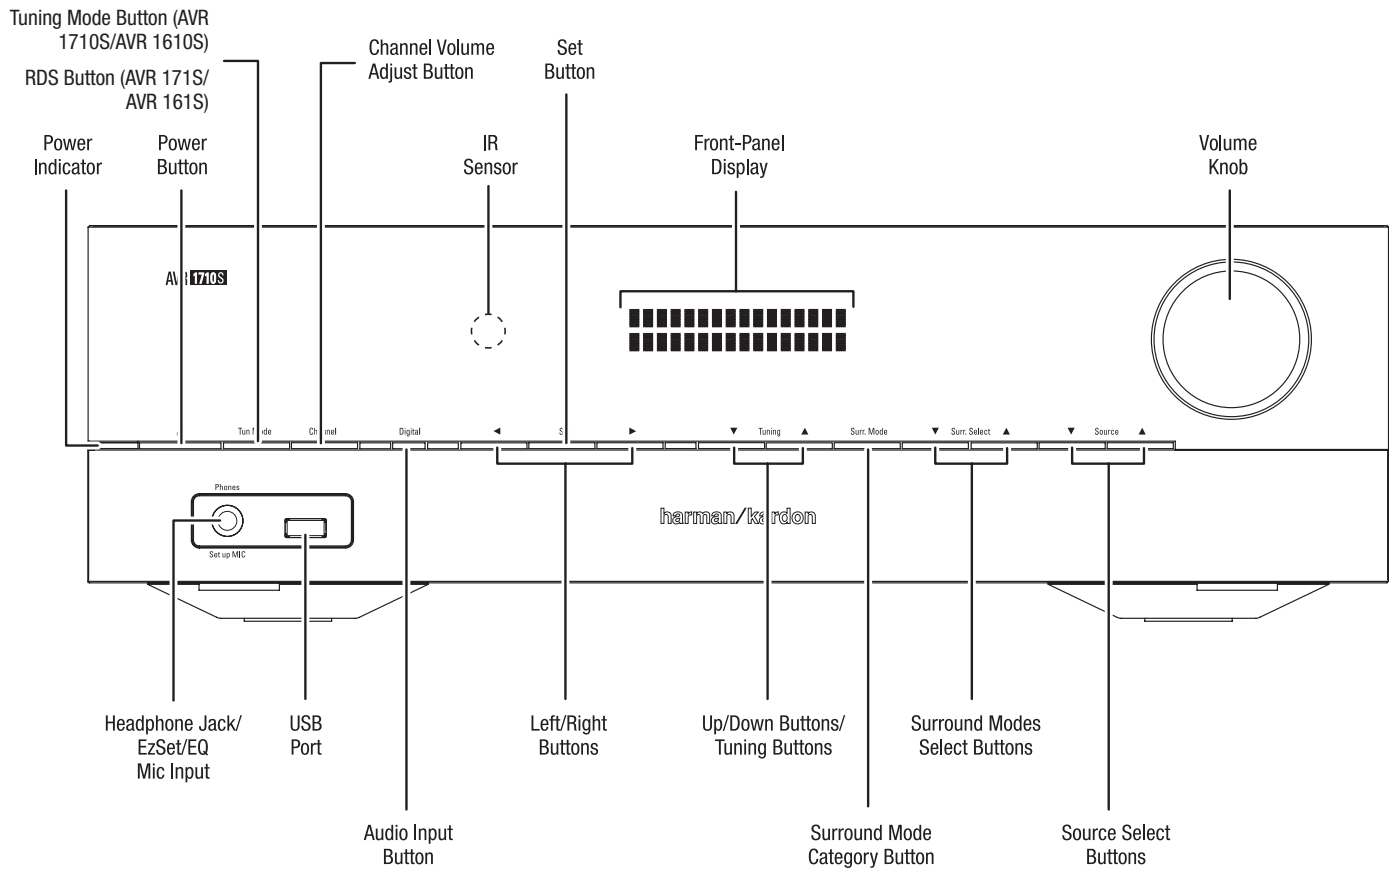 Tuning Mode Button (AVR
1710S/AVR 1610S)
RDS Button (AVR 171S/
AVR 161S)
Channel Volume
Adjust Button
Set
Button
Power
Indicator
Power
Button
IR
Sensor
Front-Panel
Display
Volume
Knob
AVR 1710S
Tun Mode
Channel
Digital
◀
▶
▼ Tuning ▲
Surr. Mode
▼ Surr. Select ▲
▼ Source ▲
Phones
Set up MIC
harman/kardon
Headphone Jack/
EzSet/EQ
Mic Input
USB
Port
Left/Right
Buttons
Up/Down Buttons/
Tuning Buttons
Surround Modes
Select Buttons
Audio Input
Button
Surround Mode
Category Button
Source Select
Buttons